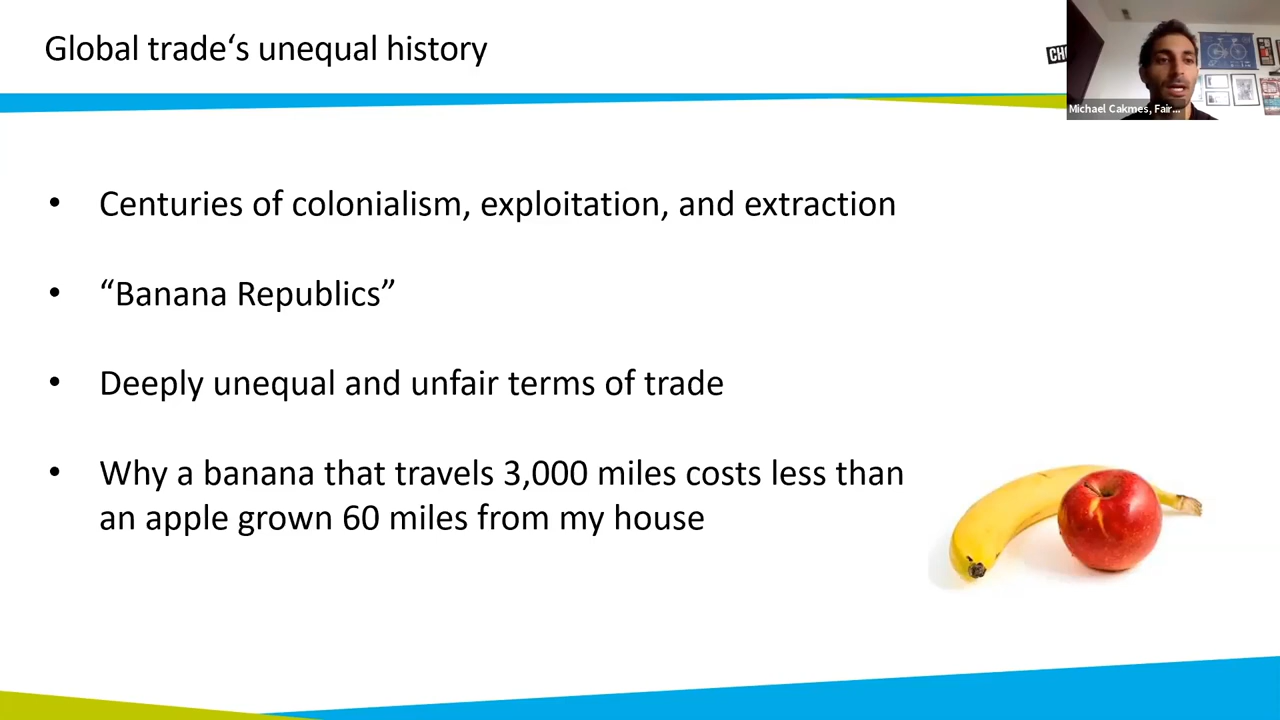 Global trade‘s unequal history
Michael Cakmes, Fair...
• Centuries of colonialism, exploitation, and extraction
• “Banana Republics”
• Deeply unequal and unfair terms of trade
• Why a banana that travels 3,000 miles costs less than
an apple grown 60 miles from my house